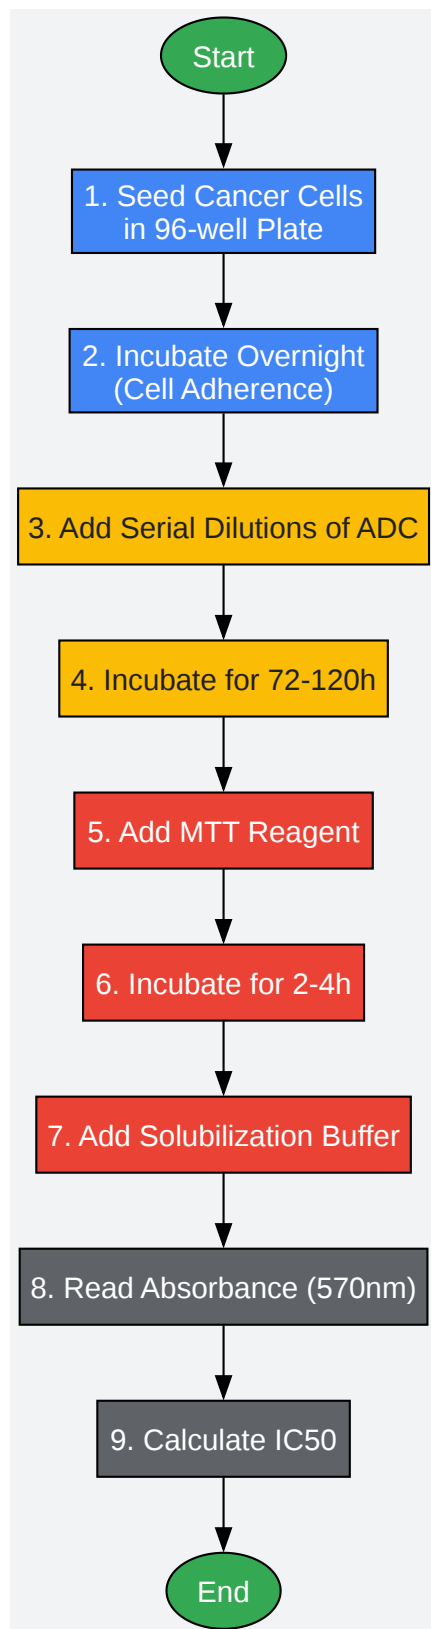 Start
1. Seed Cancer Cells
in 96-well Plate
2. Incubate Overnight
(Cell Adherence)
3. Add Serial Dilutions of ADC
4. Incubate for 72-120h
5. Add MTT Reagent
6. Incubate for 2-4h
7. Add Solubilization Buffer
8. Read Absorbance (570nm)
9. Calculate IC50
End